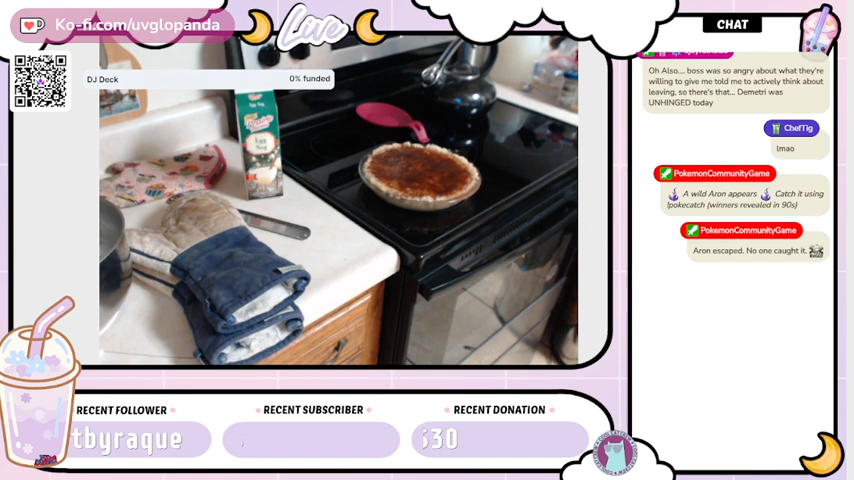 Ko-fi.com/uvglopanda
Live
DJ Deck
0% funded
Egg
Nog
CHAT
Oh Also.... boss was so angry about what they're
willing to give me told me to actively think about
leaving, so there's that... Demetri was
UNHINGED today
ChefTig
lmao
PokemonCommunityGame
A wild Aron appears
Catch it using
!pokecatch (winners revealed in 90s)
PokemonCommunityGame
Aron escaped. No one caught it.
RECENT FOLLOWER
tbyraque
RECENT SUBSCRIBER
RECENT DONATION
$30